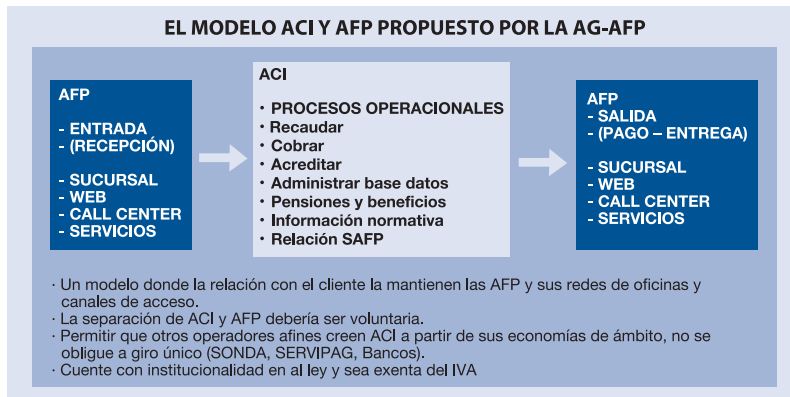 EL MODELO ACI Y AFP PROPUESTO POR LA AG-AFP
AFP
- ENTRADA
- (RECEPCIÓN)
- SUCURSAL
- WEB
- CALL CENTER
- SERVICIOS
ACI
· PROCESOS OPERACIONALES
· Recaudar
· Cobrar
· Acreditar
· Administrar base datos
· Pensiones y beneficios
· Información normativa
· Relación SAFP
AFP
- SALIDA
- (PAGO – ENTREGA)
- SUCURSAL
- WEB
- CALL CENTER
- SERVICIOS
· Un modelo donde la relación con el cliente la mantienen las AFP y sus redes de oficinas y
canales de acceso.
· La separación de ACI y AFP debería ser voluntaria.
· Permitir que otros operadores afines creen ACI a partir de sus economías de ámbito, no se
obligue a giro único (SONDA, SERVIPAG, Bancos).
· Cuente con institucionalidad en al ley y sea exenta del IVA